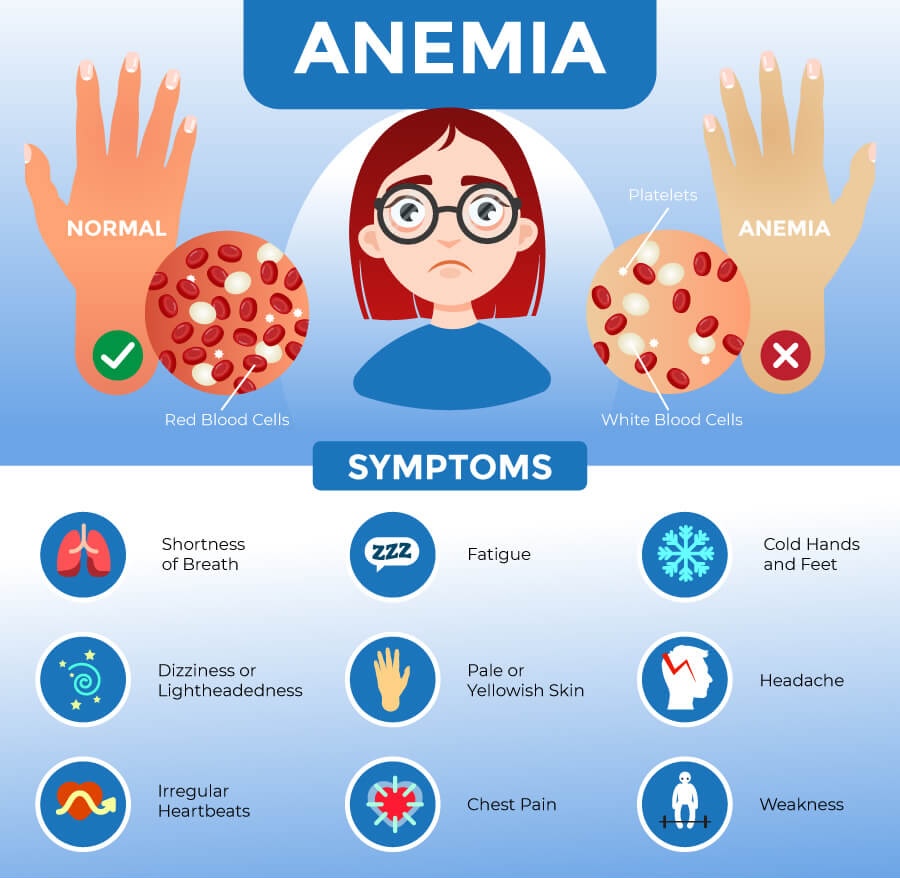 ANEMIA
NORMAL
Platelets
ANEMIA
Red Blood Cells
White Blood Cells
SYMPTOMS
Shortness
of Breath
ZZZ
Fatigue
Cold Hands
and Feet
Dizziness or
Lightheadedness
Pale or
Yellowish Skin
Headache
Irregular
Heartbeats
Chest Pain
Weakness